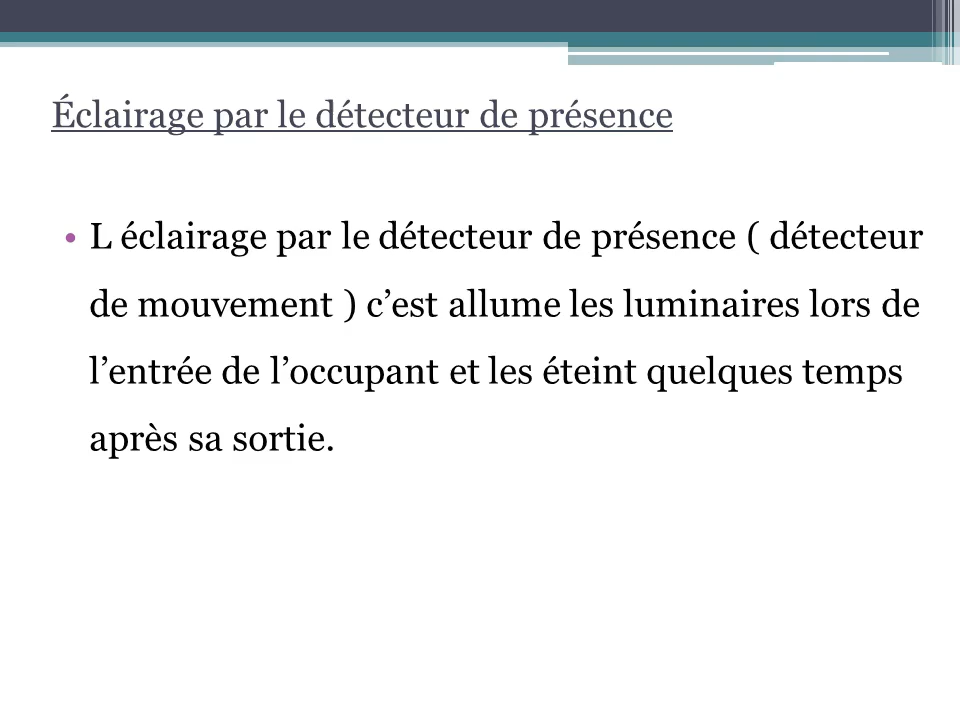 Éclairage par le détecteur de présence
• L éclairage par le détecteur de présence ( détecteur
de mouvement ) c’est allume les luminaires lors de
l’entrée de l’occupant et les éteint quelques temps
après sa sortie.